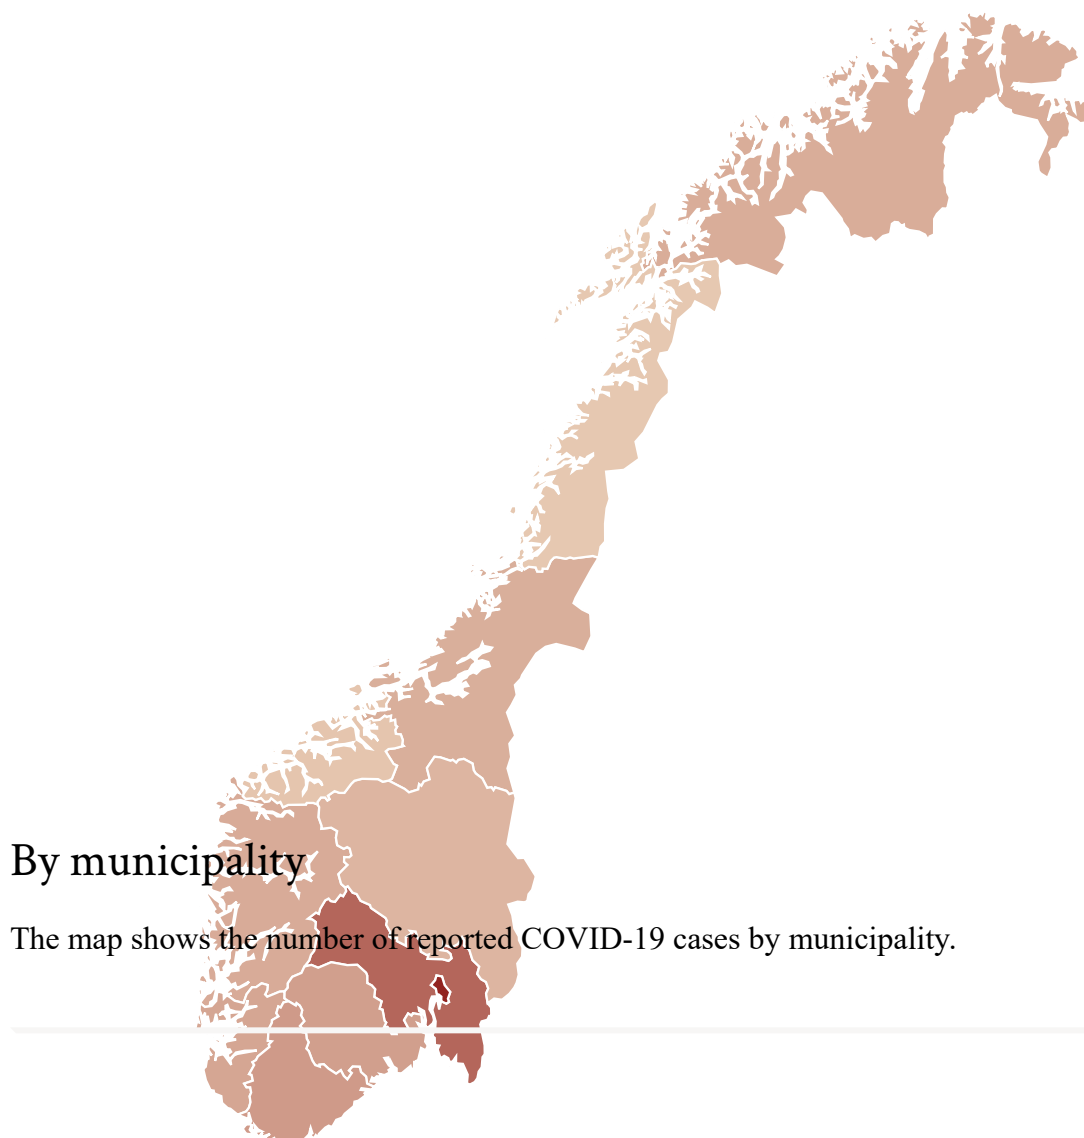 By municipality
The map shows the number of reported COVID-19 cases by municipality.